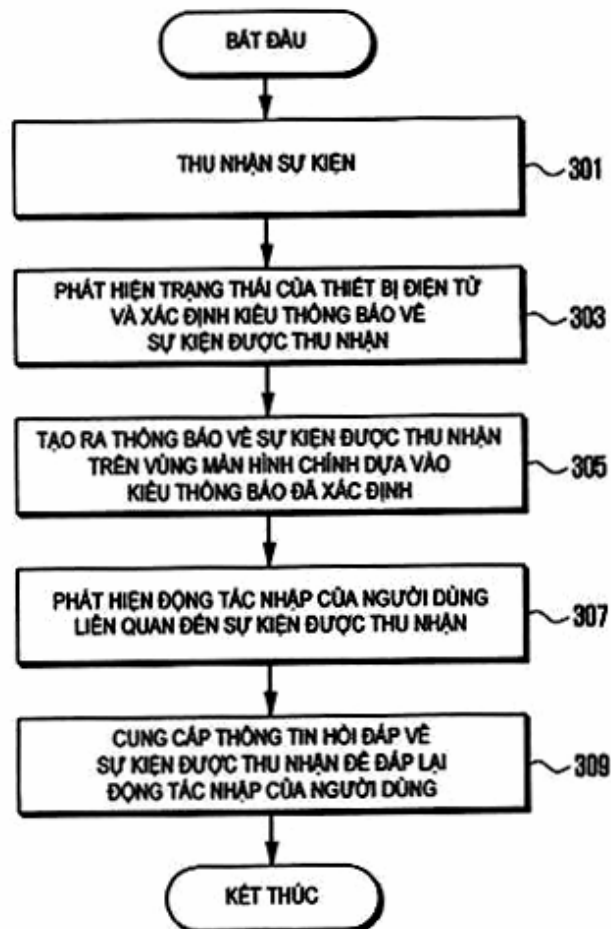 BẮT ĐẦU
THU NHẬN SỰ KIỆN
301
PHÁT HIỆN TRẠNG THÁI CỦA THIẾT BỊ ĐIỆN TỬ
VÀ XÁC ĐỊNH KIỂU THÔNG BÁO VỀ
SỰ KIỆN ĐƯỢC THU NHẬN
303
TẠO RA THÔNG BÁO VỀ SỰ KIỆN ĐƯỢC THU NHẬN
TRÊN VÙNG MÀN HÌNH CHÍNH DỰA VÀO
KIỂU THÔNG BÁO ĐÃ XÁC ĐỊNH
305
PHÁT HIỆN ĐỘNG TÁC NHẬP CỦA NGƯỜI DÙNG
LIÊN QUAN ĐẾN SỰ KIỆN ĐƯỢC THU NHẬN
307
CUNG CẤP THÔNG TIN HỒI ĐÁP VỀ
SỰ KIỆN ĐƯỢC THU NHẬN ĐỂ ĐÁP LẠI
ĐỘNG TÁC NHẬP CỦA NGƯỜI DÙNG
309
KẾT THÚC